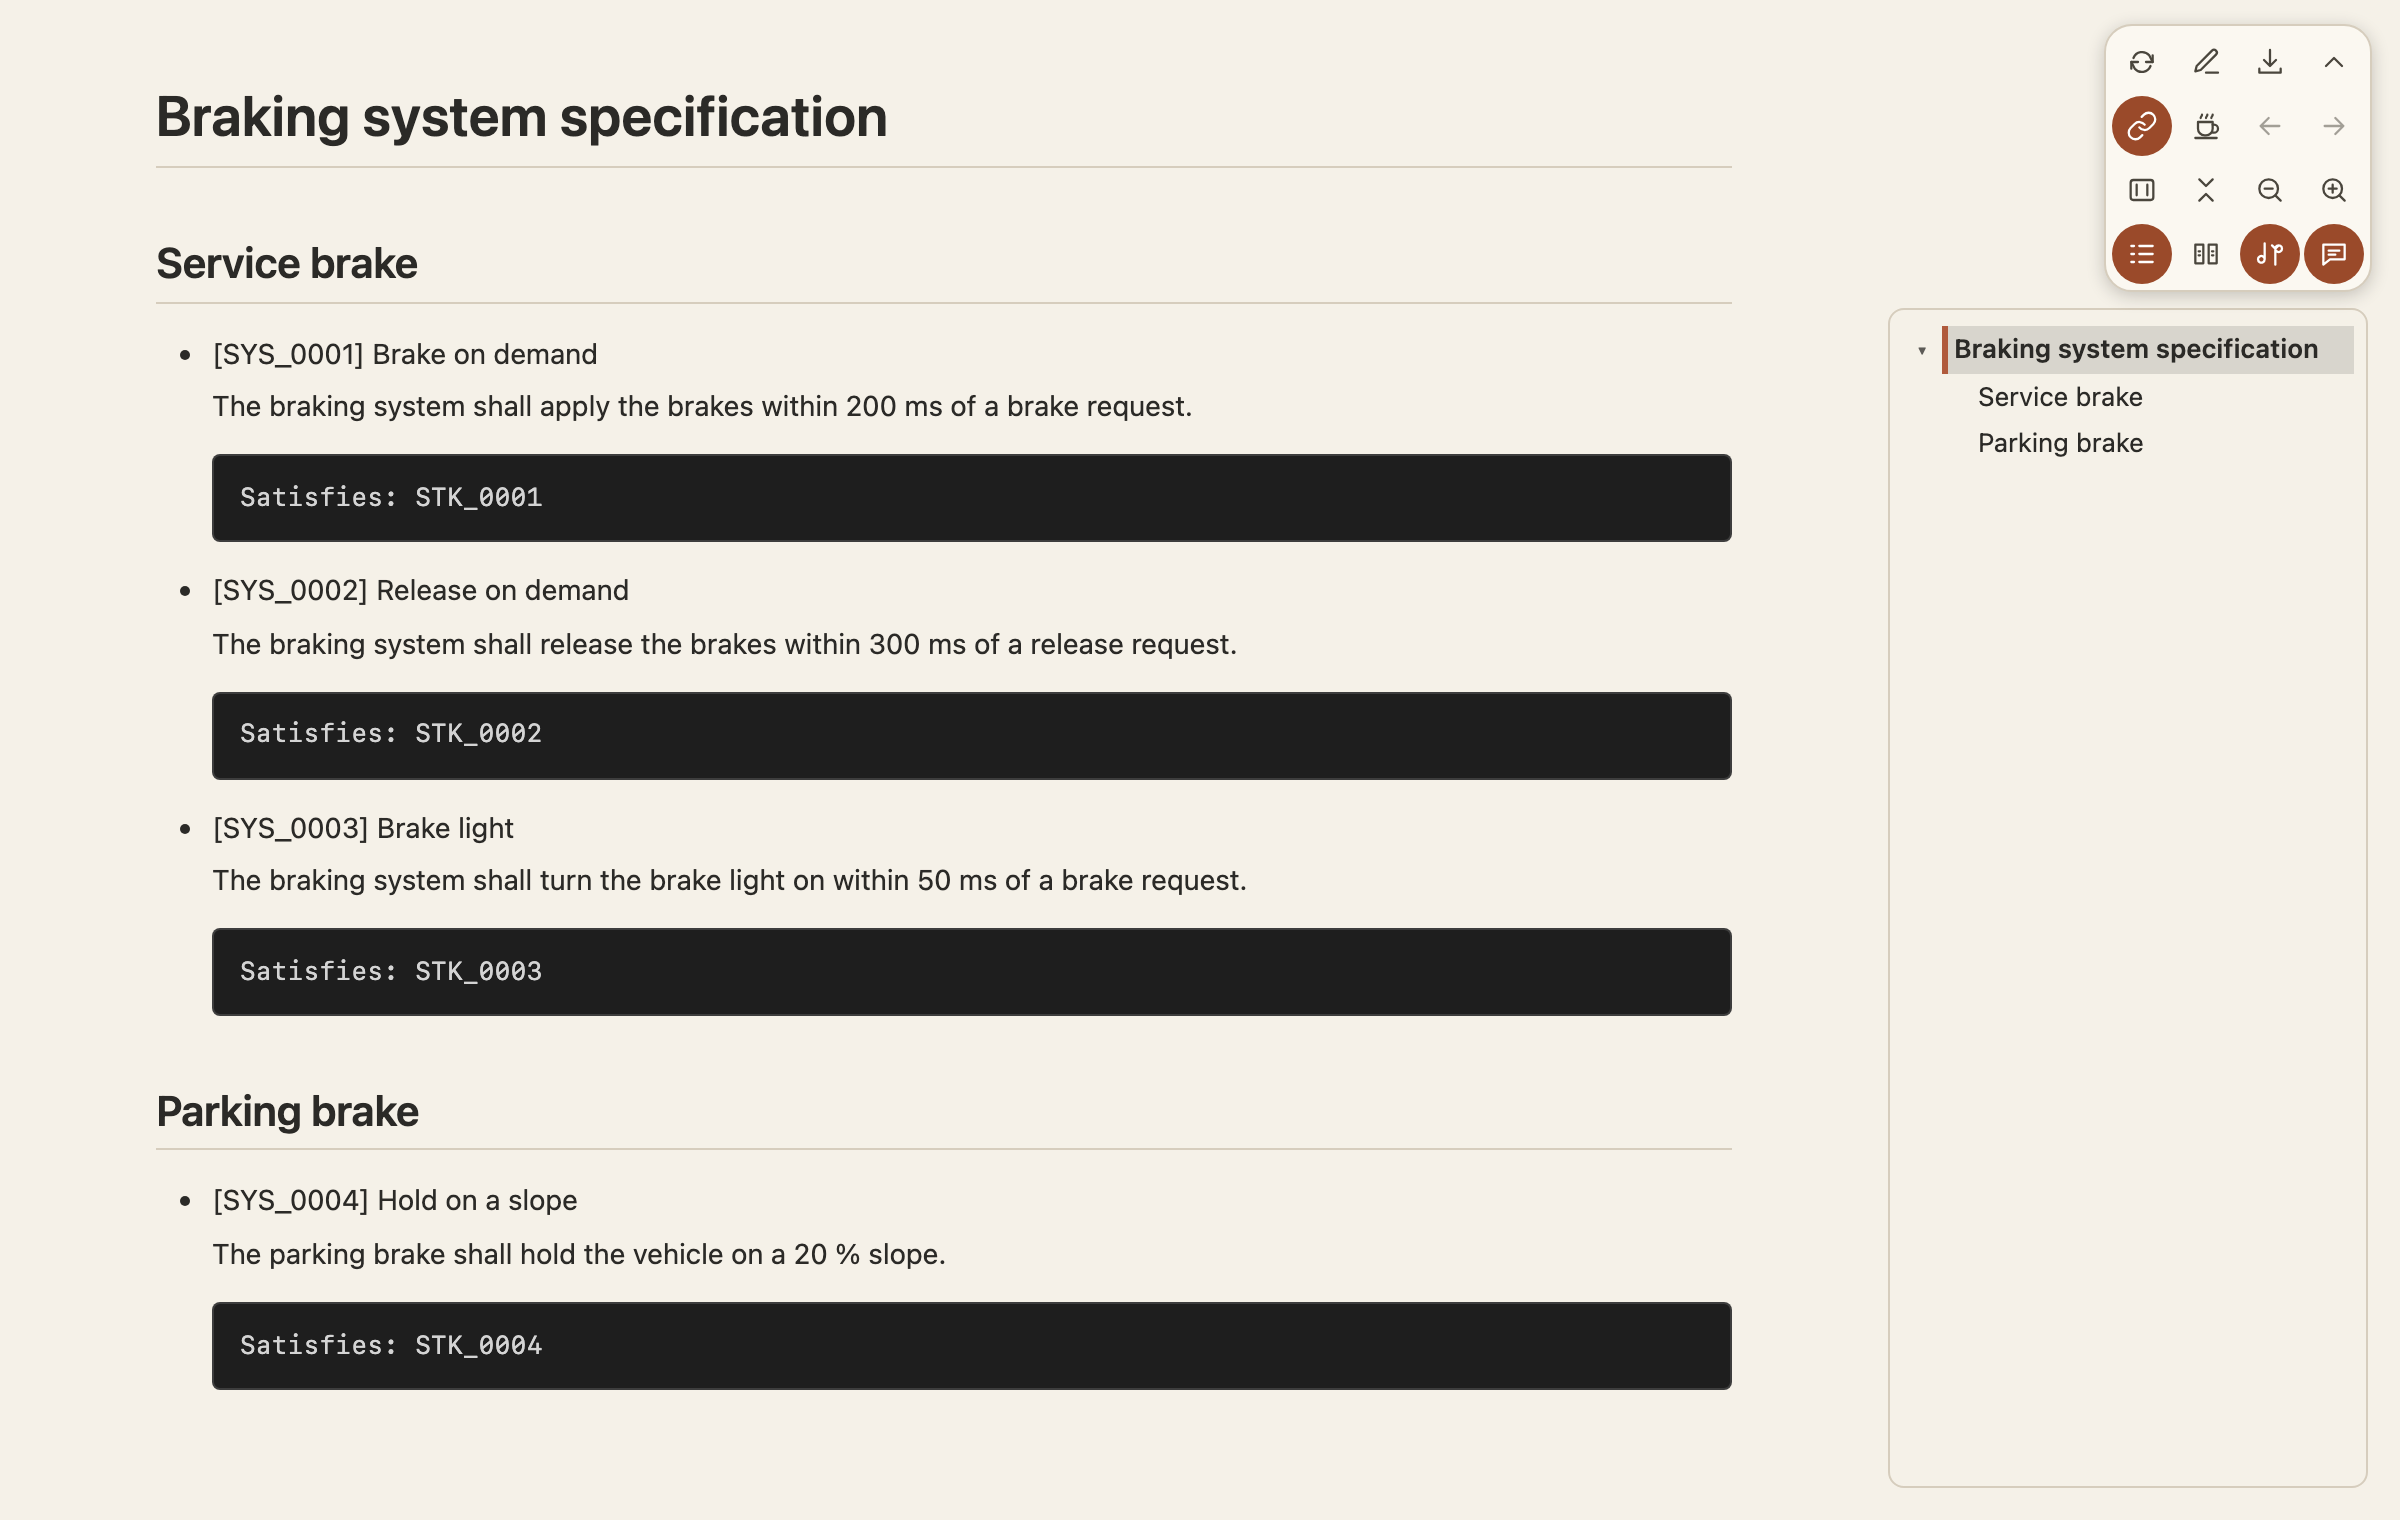 Braking system specification
Service brake
[SYS_0001] Brake on demand
The braking system shall apply the brakes within 200 ms of a brake request.
Satisfies: STK_0001
[SYS_0002] Release on demand
The braking system shall release the brakes within 300 ms of a release request.
Satisfies: STK_0002
[SYS_0003] Brake light
The braking system shall turn the brake light on within 50 ms of a brake request.
Satisfies: STK_0003
Parking brake
[SYS_0004] Hold on a slope
The parking brake shall hold the vehicle on a 20 % slope.
Satisfies: STK_0004
Braking system specification
Service brake
Parking brake